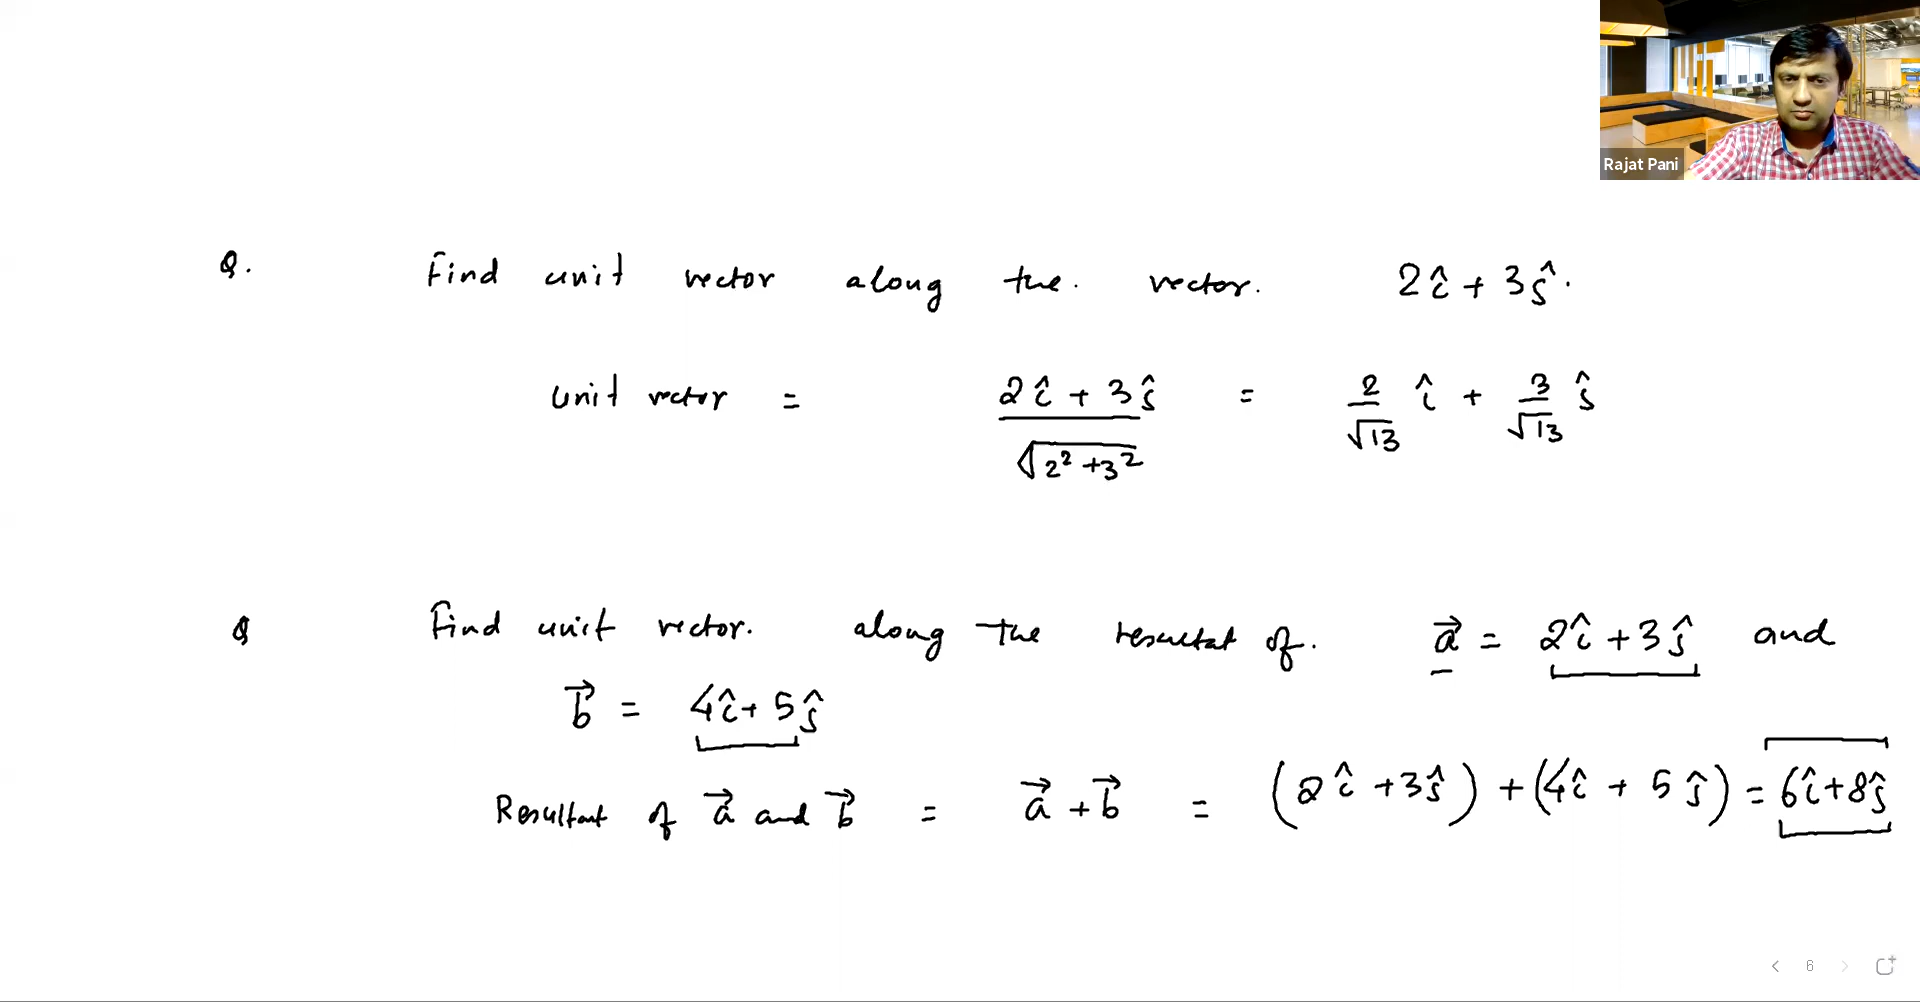 Rajat Pani
Q. Find unit vector along the. vector. 2î + 3ĵ.
unit vector = (2î + 3ĵ)/√(2² + 3²) = 2/√13 î + 3/√13 ĵ
Q Find unit vector. along the resultat of. a⃗ = 2î + 3ĵ and
b⃗ = 4î + 5ĵ
Resultant of a⃗ and b⃗ = a⃗ + b⃗ = (2î + 3ĵ) + (4î + 5ĵ) = 6î + 8ĵ
6